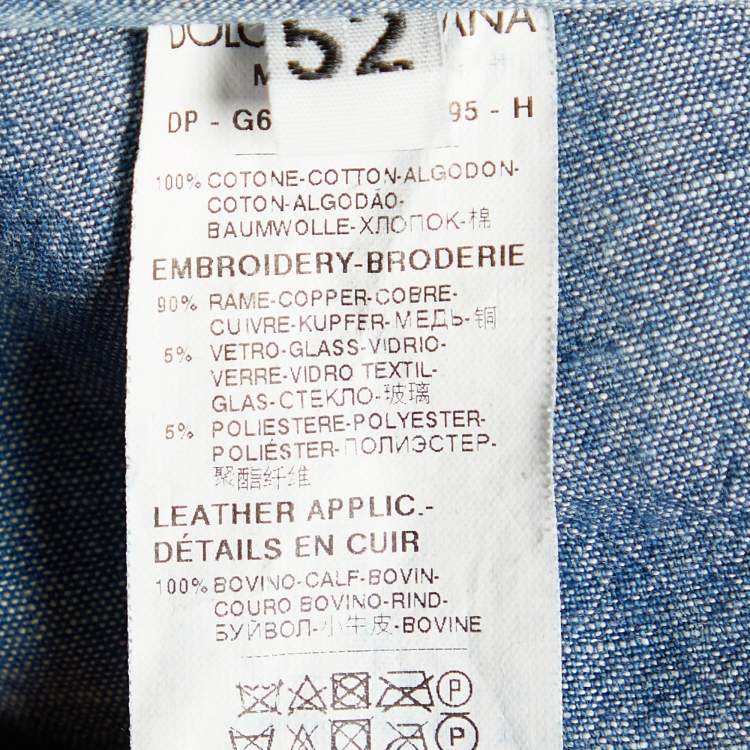 52
DP - G6 95 - H
100% COTONE-COTTON-ALGODON-
COTON-ALGODÃO-
BAUMWOLLE-ХЛОПОК-棉
EMBROIDERY-BRODERIE
90% RAME-COPPER-COBRE-
CUIVRE-KUPFER-МЕДЬ-铜
5% VETRO-GLASS-VIDRIO-
VERRE-VIDRO TEXTIL-
GLAS-СТЕКЛО-玻璃
5% POLIESTERE-POLYESTER-
POLIÉSTER-ПОЛИЭСТЕР-
聚酯纤维
LEATHER APPLIC.-
DÉTAILS EN CUIR
100% BOVINO-CALF-BOVIN-
COURO BOVINO-RIND-
БУЙВОЛ-小牛皮-BOVINE
P
P